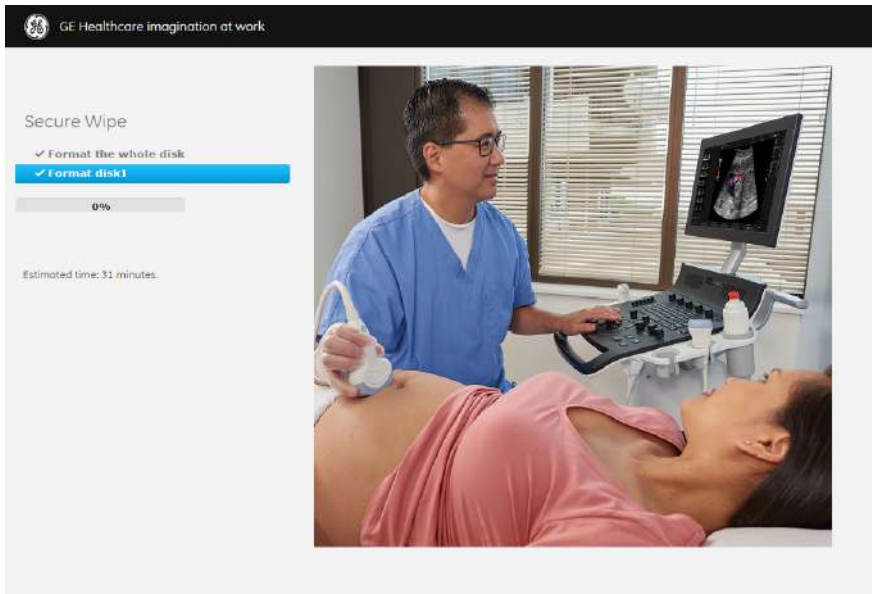 GE Healthcare imagination at work
Secure Wipe
✓ Format the whole disk
✓ Format disk1
0%
Estimated time: 31 minutes.